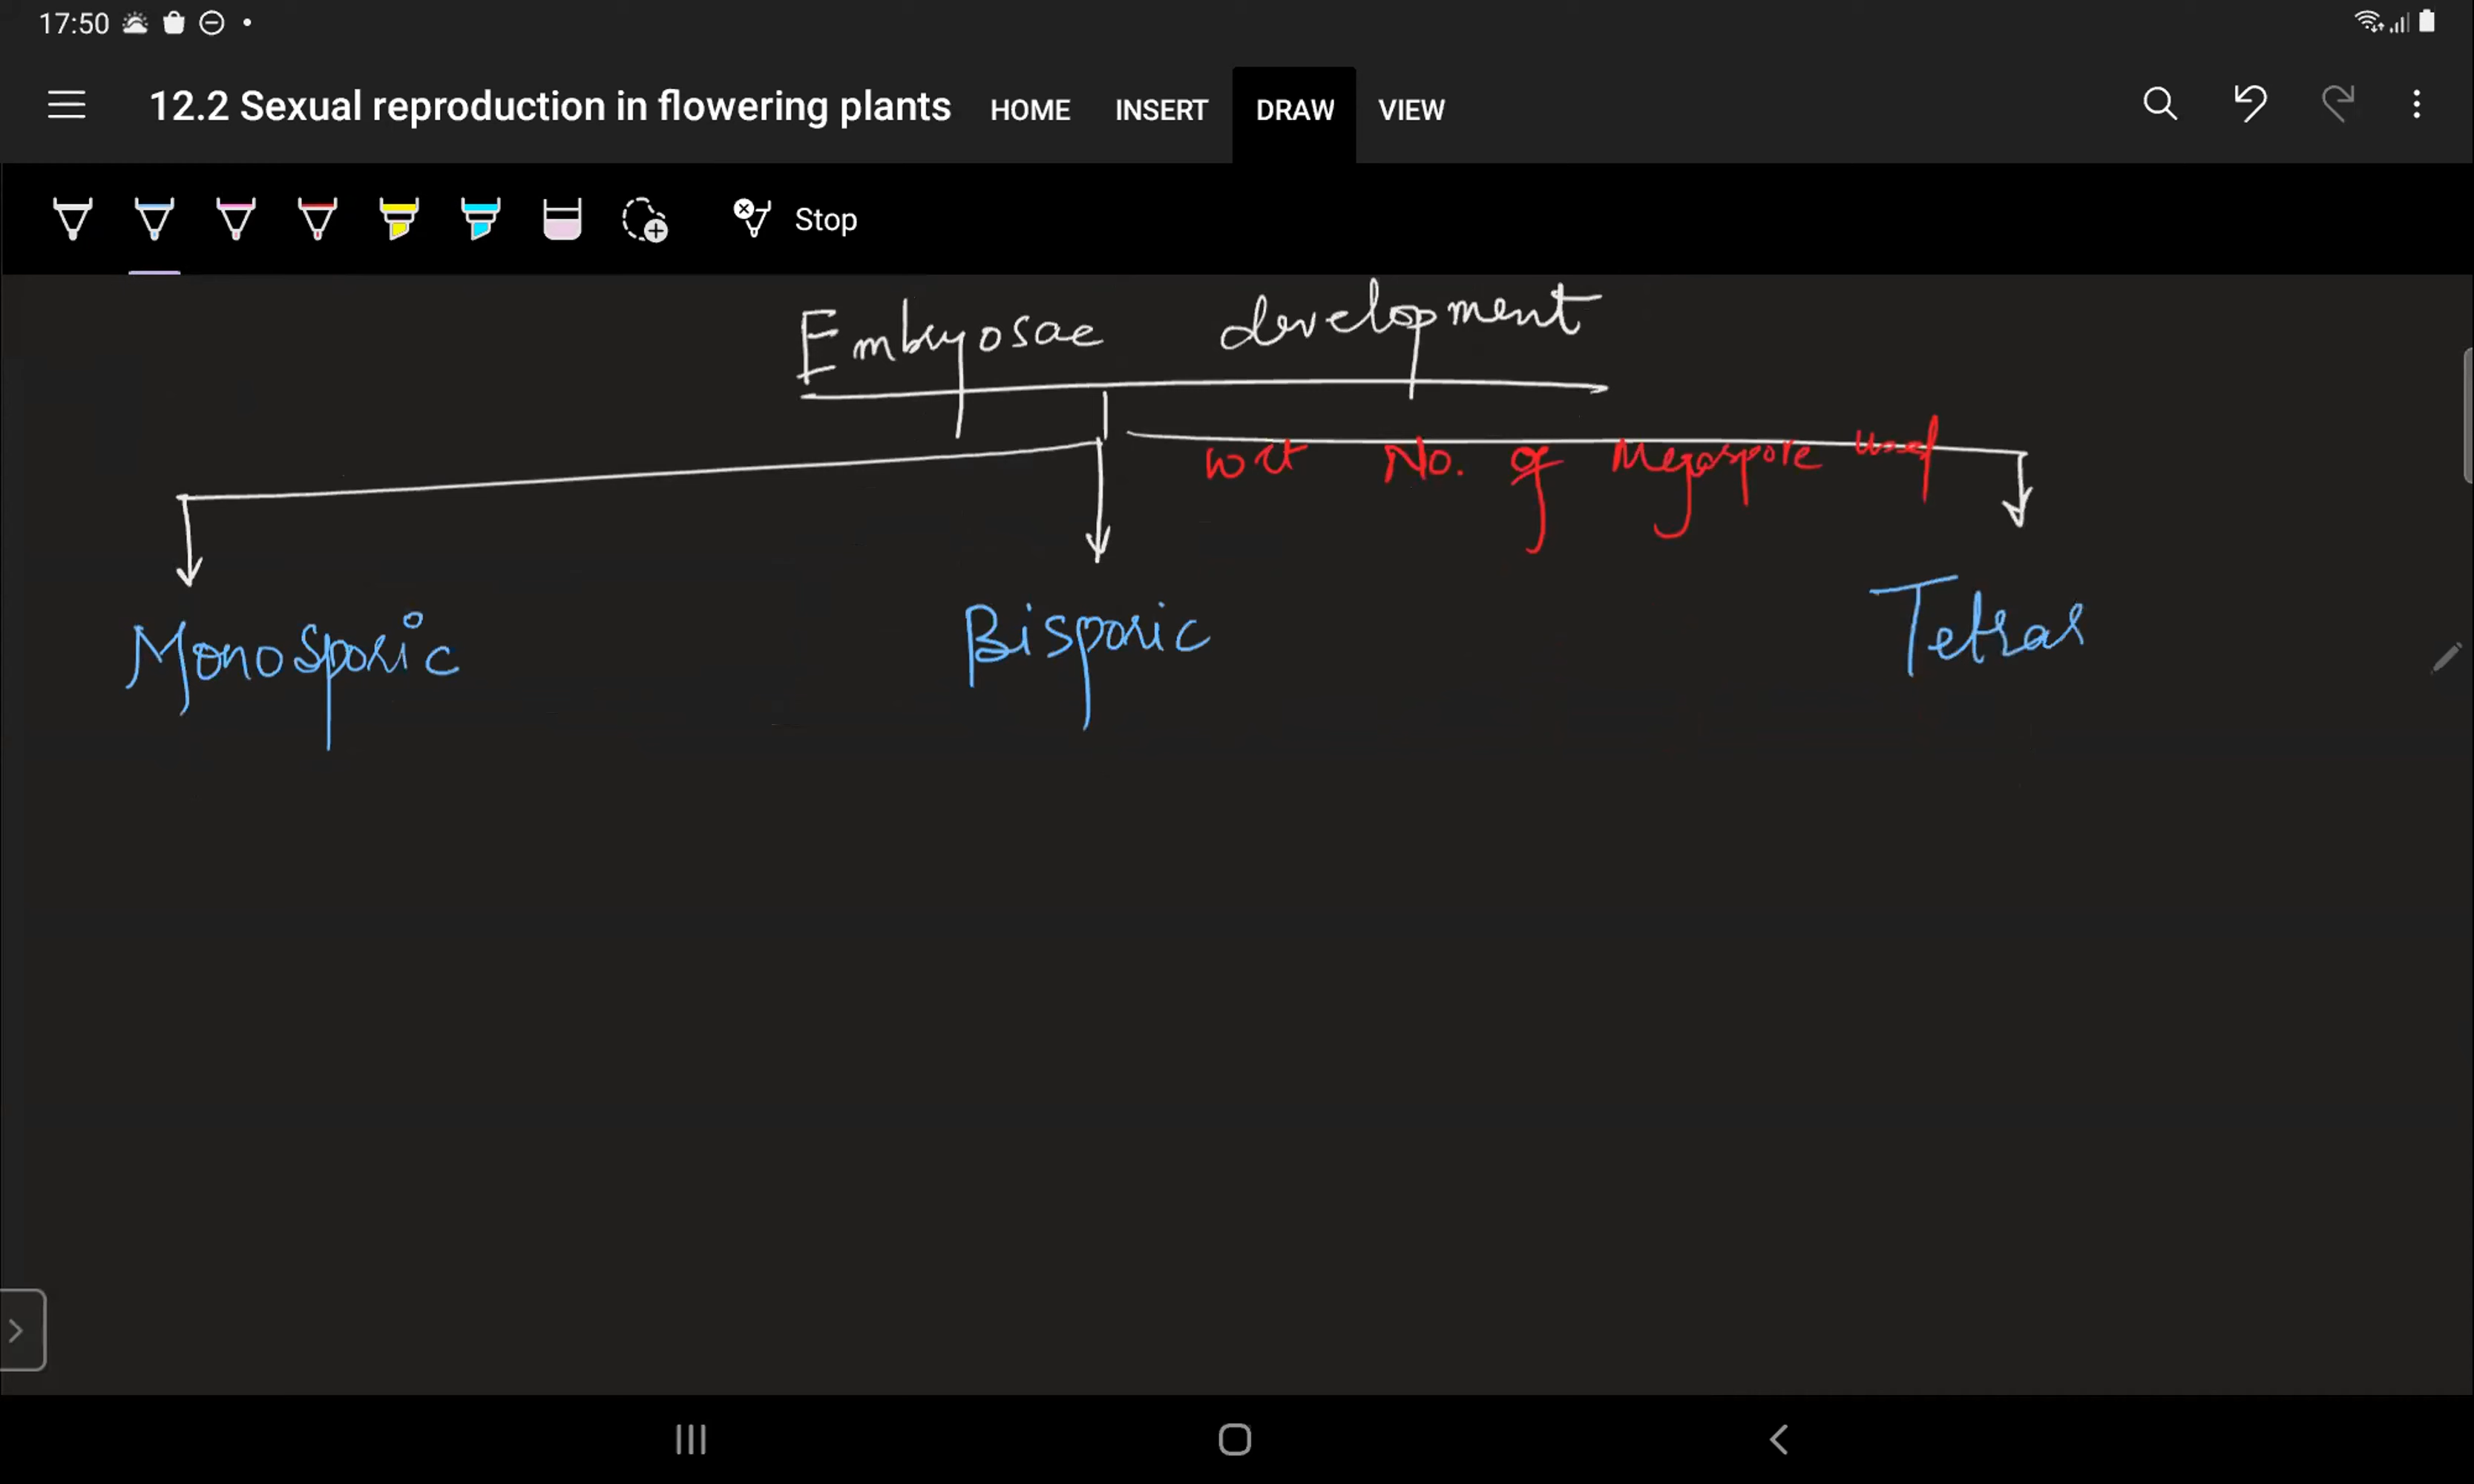 17:50
12.2 Sexual reproduction in flowering plants HOME INSERT DRAW VIEW
Stop
Embryosac development
wrt No. of Megaspore used
Monosporic Bisporic Tetras